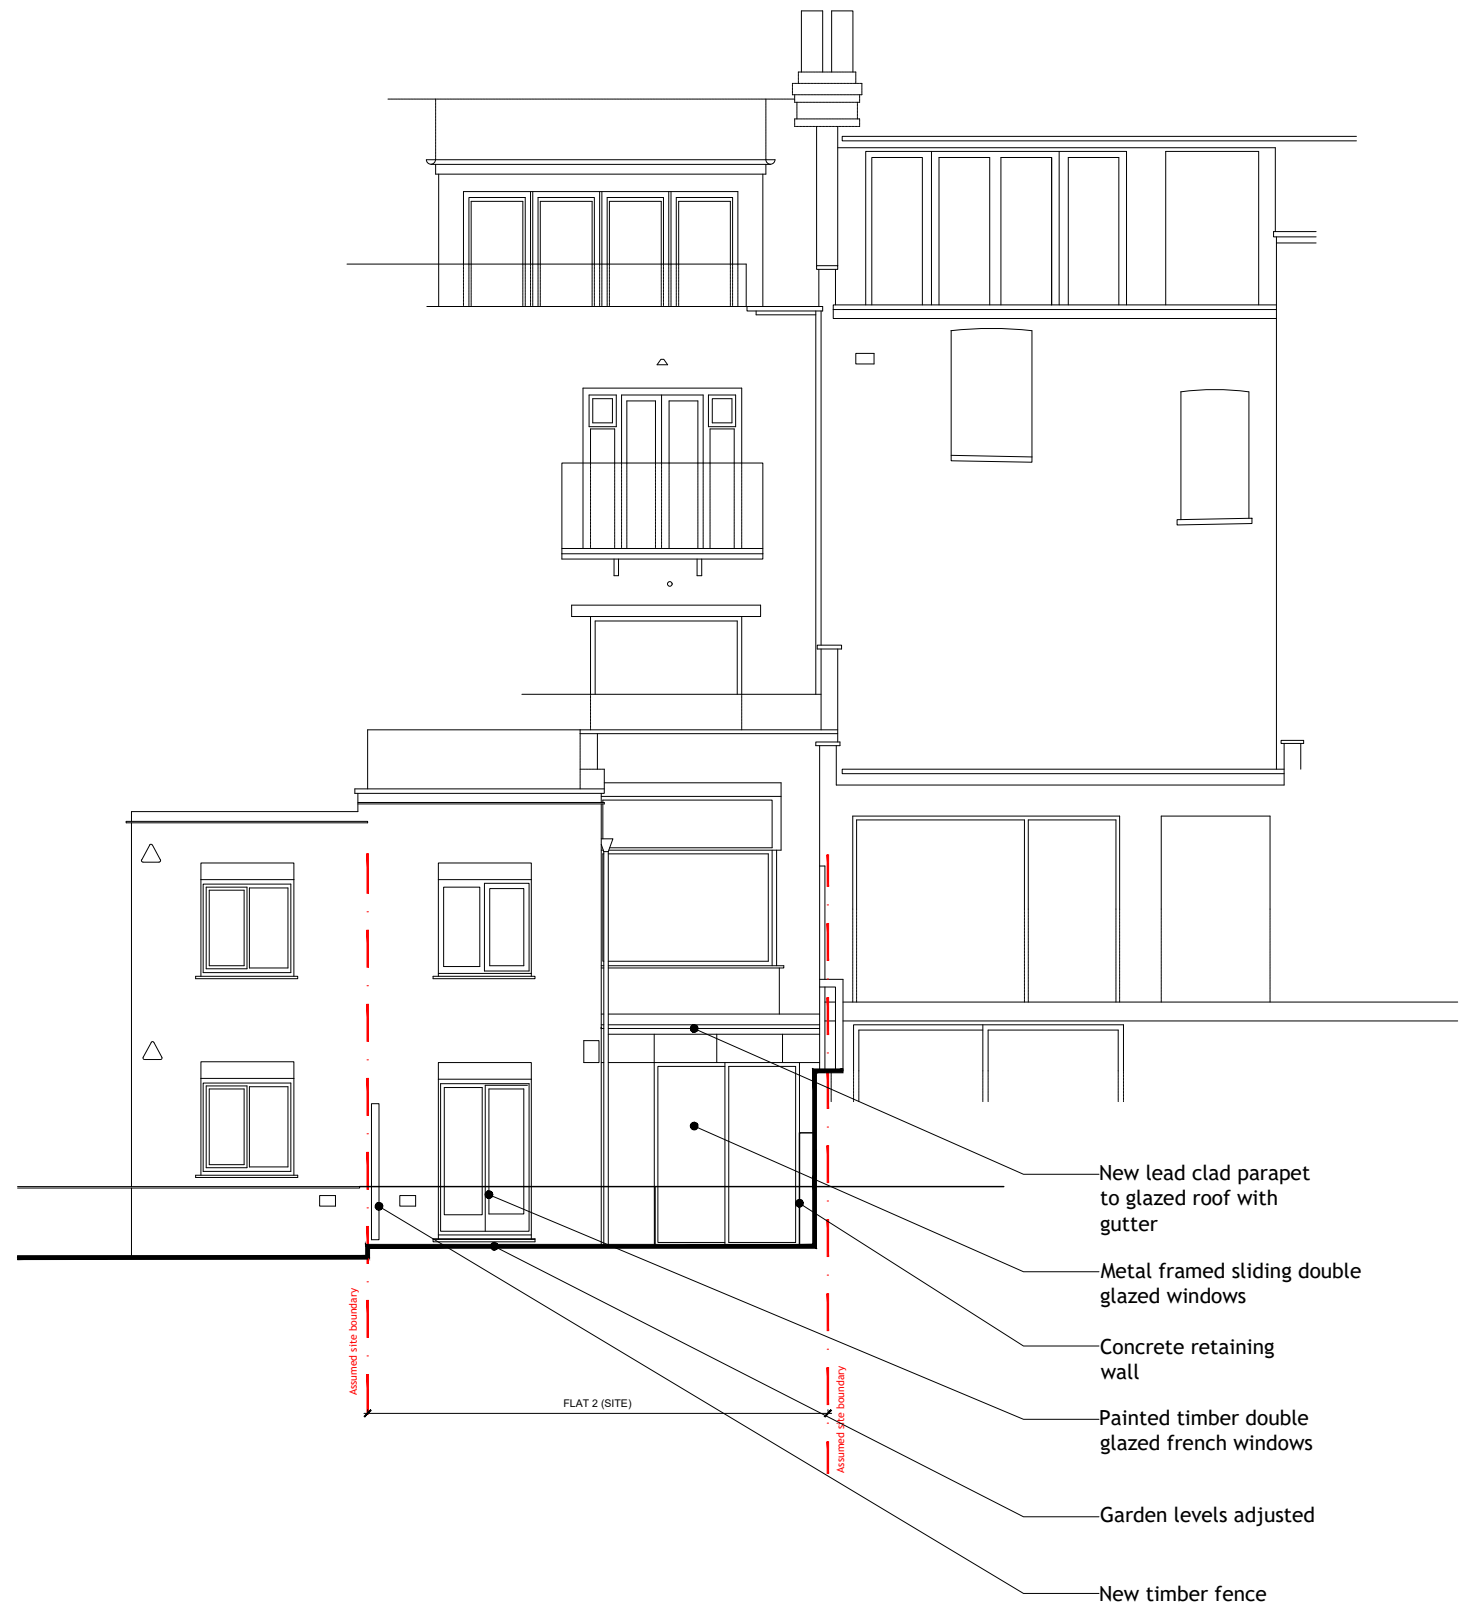 New lead clad parapet
to glazed roof with
gutter
Metal framed sliding double
glazed windows
Concrete retaining
wall
Assumed site boundary
Assumed site boundary
FLAT 2 (SITE)
Painted timber double
glazed french windows
Garden levels adjusted
New timber fence